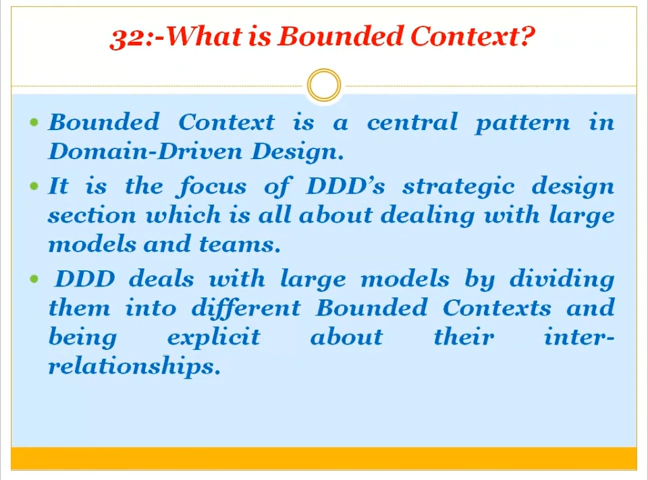 32:-What is Bounded Context?
Bounded Context is a central pattern in
Domain-Driven Design.
It is the focus of DDD's strategic design
section which is all about dealing with large
models and teams.
DDD deals with large models by dividing
them into different Bounded Contexts and
being explicit about their inter-
relationships.